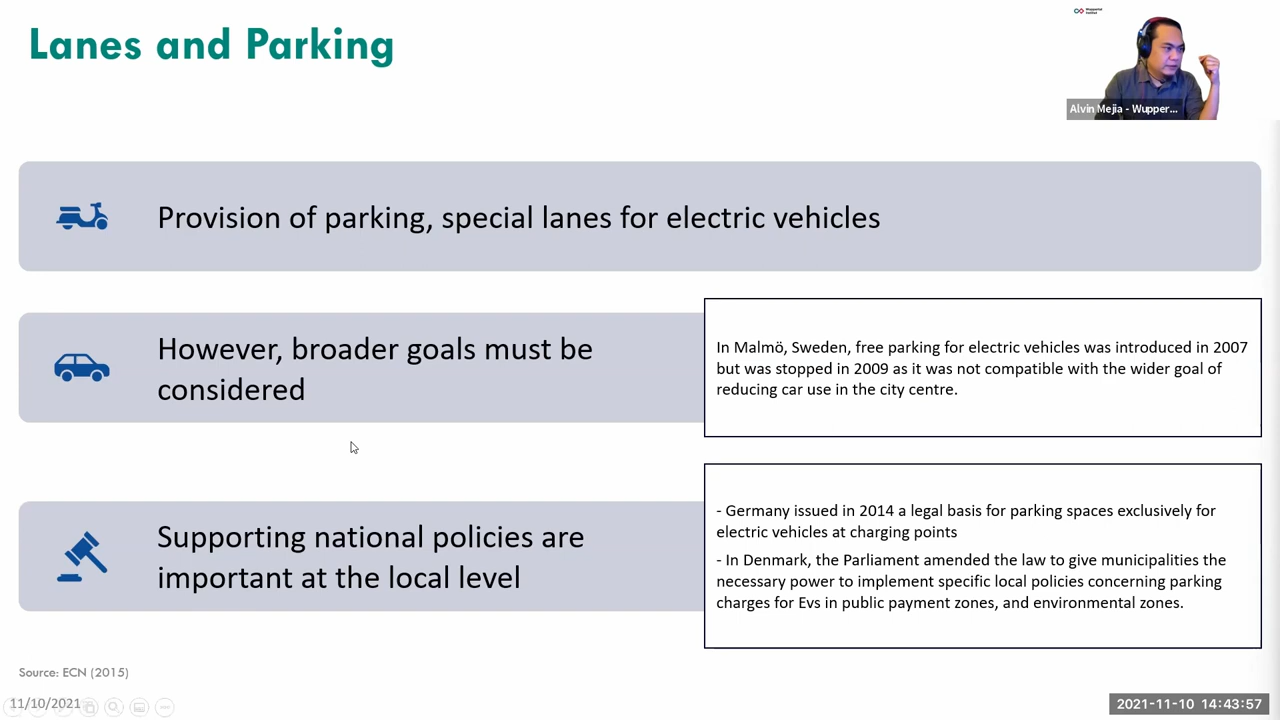 Lanes and Parking
Wuppertal
Institut
Alvin Mejia - Wupper...
Provision of parking, special lanes for electric vehicles
However, broader goals must be
considered
In Malmö, Sweden, free parking for electric vehicles was introduced in 2007
but was stopped in 2009 as it was not compatible with the wider goal of
reducing car use in the city centre.
Supporting national policies are
important at the local level
- Germany issued in 2014 a legal basis for parking spaces exclusively for
electric vehicles at charging points
- In Denmark, the Parliament amended the law to give municipalities the
necessary power to implement specific local policies concerning parking
charges for Evs in public payment zones, and environmental zones.
Source: ECN (2015)
11/10/2021
2021-11-10 14:43:57